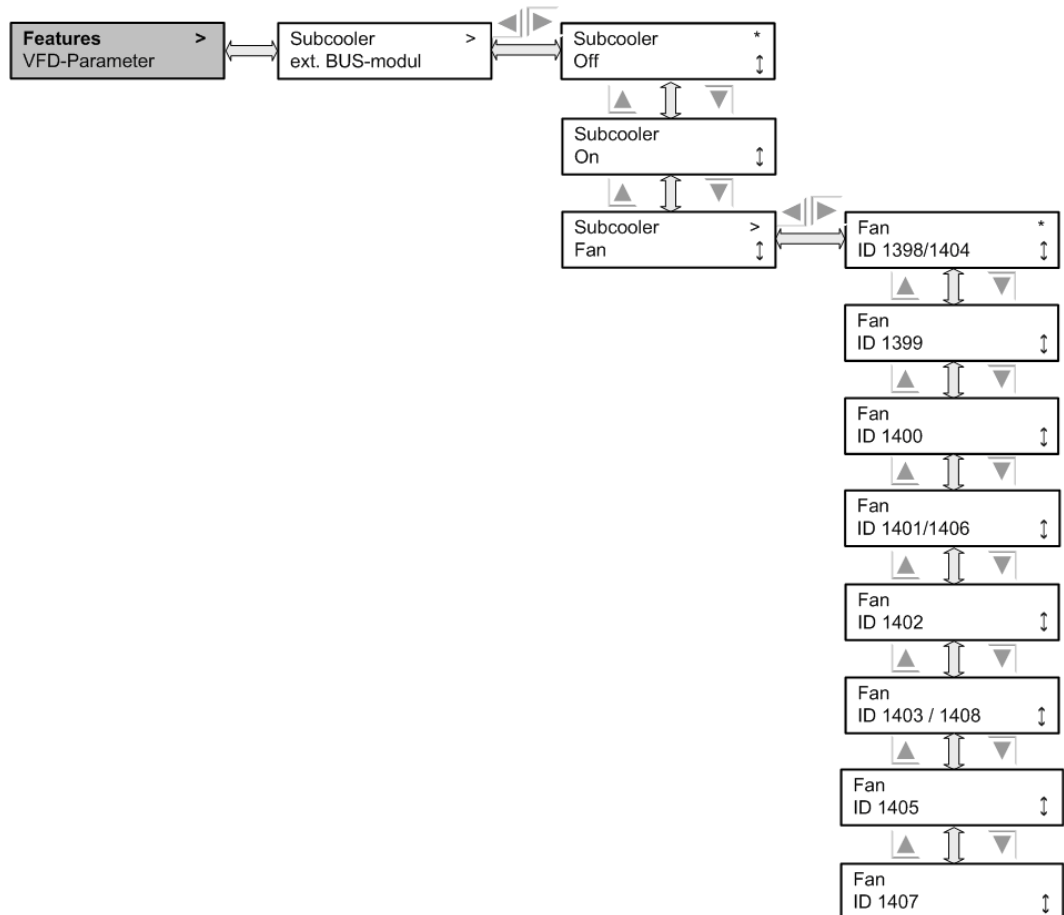 Features >
VFD-Parameter
Subcooler >
ext. BUS-modul
Subcooler *
Off ↕
Subcooler
On ↕
Subcooler >
Fan ↕
Fan *
ID 1398/1404 ↕
Fan
ID 1399 ↕
Fan
ID 1400 ↕
Fan
ID 1401/1406 ↕
Fan
ID 1402 ↕
Fan
ID 1403 / 1408 ↕
Fan
ID 1405 ↕
Fan
ID 1407 ↕